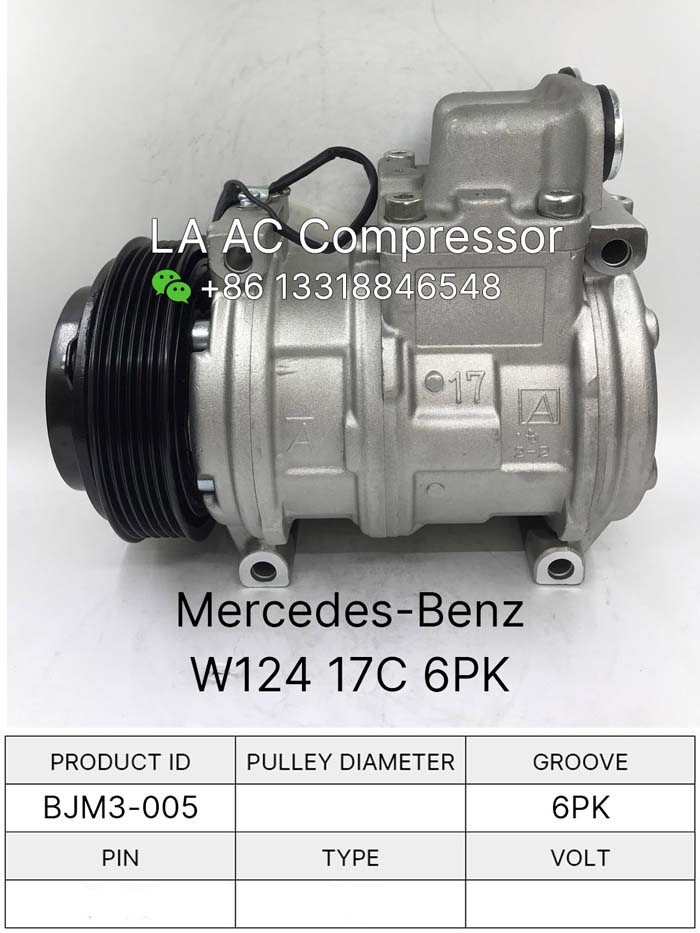 LA AC Compressor
+86 13318846548
17
A
A
Mercedes-Benz
W124 17C 6PK
PRODUCT ID PULLEY DIAMETER GROOVE
BJM3-005 6PK
PIN TYPE VOLT